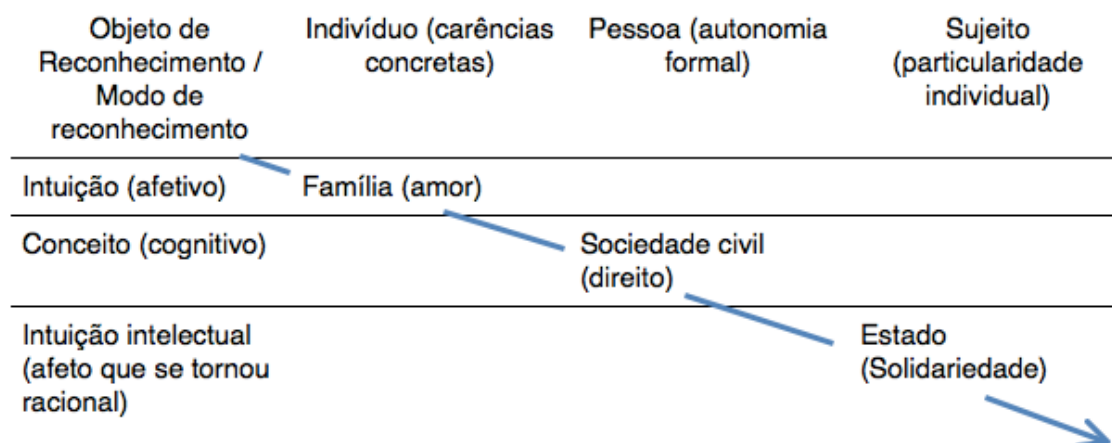 Objeto de
Reconhecimento /
Modo de
reconhecimento
Indivíduo (carências
concretas)
Pessoa (autonomia
formal)
Sujeito
(particularidade
individual)
Intuição (afetivo)
Família (amor)
Conceito (cognitivo)
Sociedade civil
(direito)
Intuição intelectual
(afeto que se tornou
racional)
Estado
(Solidariedade)